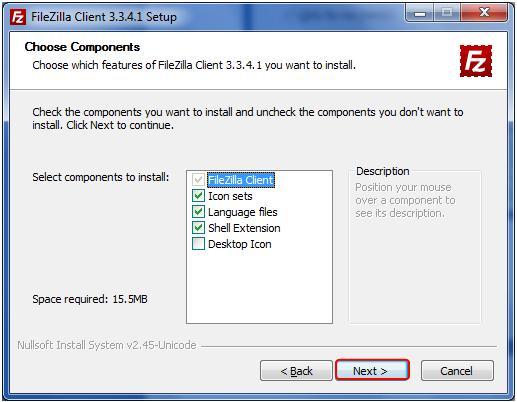 FileZilla Client 3.3.4.1 Setup
Choose Components
Choose which features of FileZilla Client 3.3.4.1 you want to install.
FZ
Check the components you want to install and uncheck the components you don't want to
install. Click Next to continue.
Select components to install:
FileZilla Client
Icon sets
Language files
Shell Extension
Desktop Icon
Description
Position your mouse
over a component to
see its description.
Space required: 15.5MB
Nullsoft Install System v2.45-Unicode
< Back
Next >
Cancel